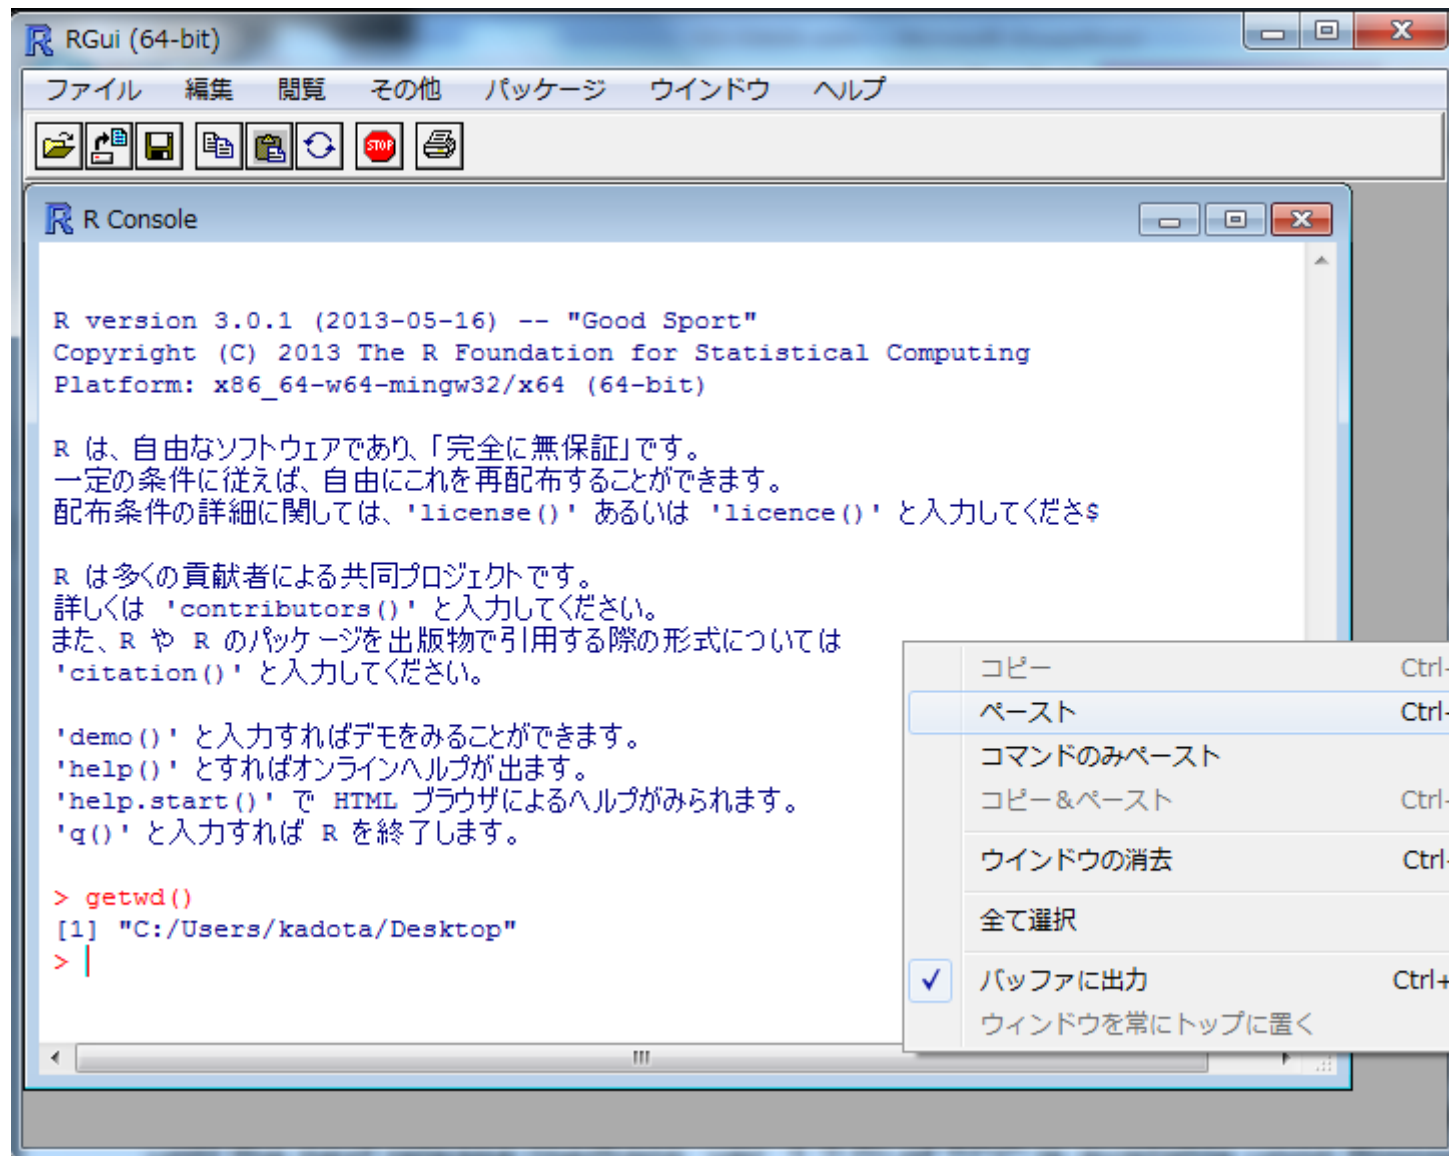 RGui (64-bit)
ファイル 編集 閲覧 その他 パッケージ ウインドウ ヘルプ
STOP
R Console
R version 3.0.1 (2013-05-16) -- "Good Sport"
Copyright (C) 2013 The R Foundation for Statistical Computing
Platform: x86_64-w64-mingw32/x64 (64-bit)
R は、自由なソフトウェアであり、「完全に無保証」です。
一定の条件に従えば、自由にこれを再配布することができます。
配布条件の詳細に関しては、'license()' あるいは 'licence()' と入力してくださ$
R は多くの貢献者による共同プロジェクトです。
詳しくは 'contributors()' と入力してください。
また、R や R のパッケージを出版物で引用する際の形式については
'citation()' と入力してください。
'demo()' と入力すればデモをみることができます。
'help()' とすればオンラインヘルプが出ます。
'help.start()' で HTML ブラウザによるヘルプがみられます。
'q()' と入力すれば R を終了します。
> getwd()
[1] "C:/Users/kadota/Desktop"
>
コピー Ctrl+
ペースト Ctrl+
コマンドのみペースト
コピー&ペースト Ctrl+
ウインドウの消去 Ctrl+
全て選択
バッファに出力 Ctrl+
ウィンドウを常にトップに置く